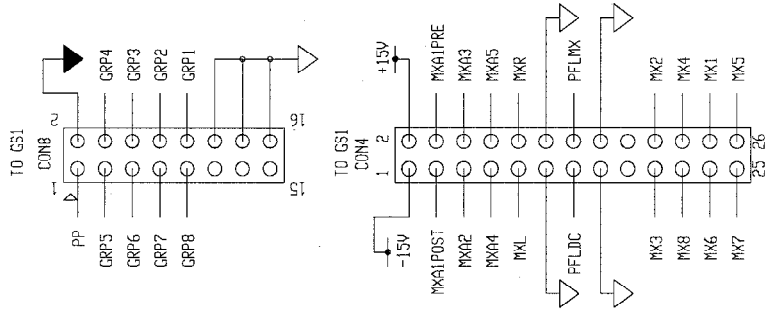 TO GS1
CON8
2
16
1
15
GRP4
GRP3
GRP2
GRP1
PP
GRP5
GRP6
GRP7
GRP8
TO GS1
CON4
1
2
25
26
+15V
MXA1PRE
MXA3
MXA5
MXR
PFLMX
MX2
MX4
MX1
MX5
-15V
MXA1POST
MXA2
MXA4
MXL
PFLDC
MX3
MX8
MX6
MX7